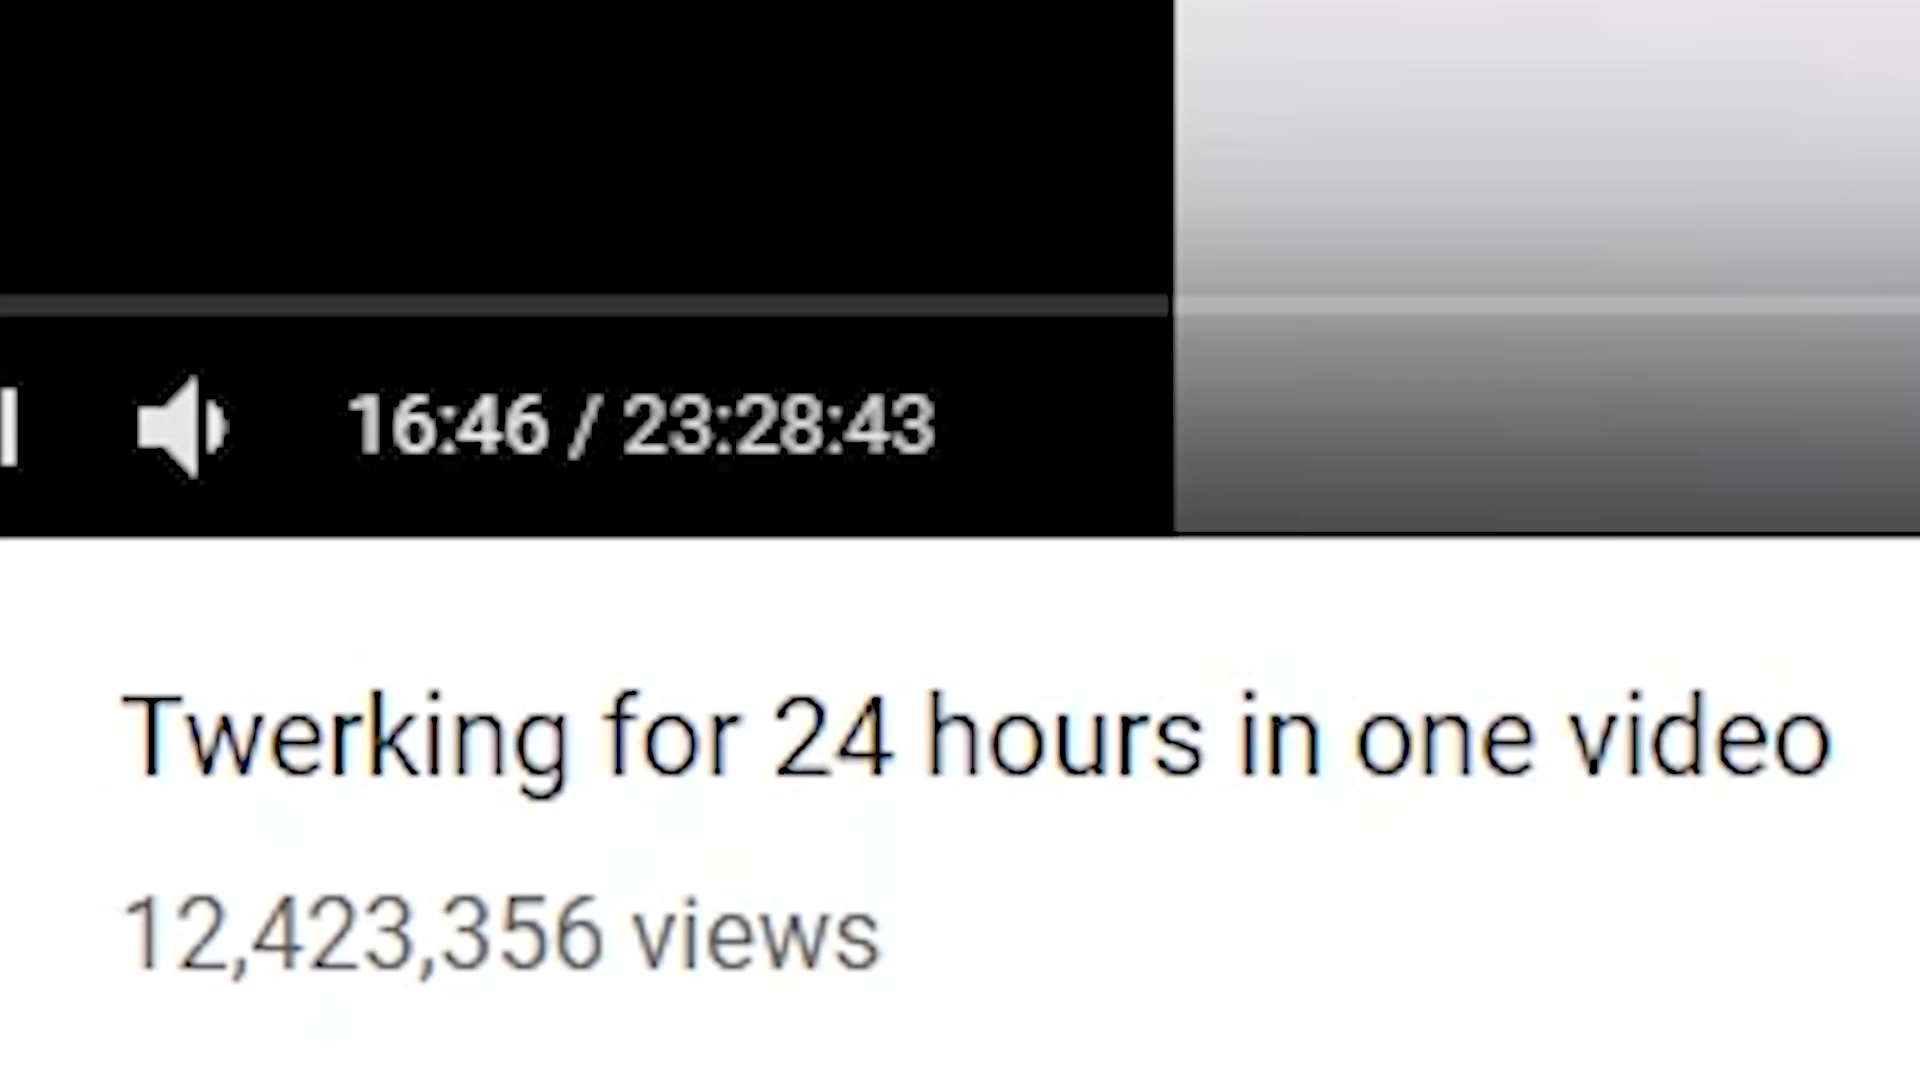 16:46 / 23:28:43
Twerking for 24 hours in one video
12,423,356 views